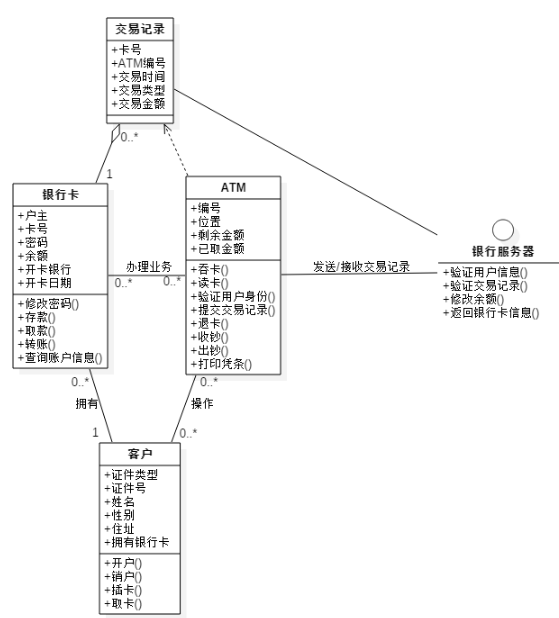 交易记录
+卡号
+ATM编号
+交易时间
+交易类型
+交易金额
0..*
1
银行卡
+户主
+卡号
+密码
+余额
+开卡银行
+开卡日期
+修改密码()
+存款()
+取款()
+转账()
+查询账户信息()
办理业务
0..*
0..*
ATM
+编号
+位置
+剩余金额
+已取金额
+吞卡()
+读卡()
+验证用户身份()
+提交交易记录()
+退卡()
+收钞()
+出钞()
+打印凭条()
发送/接收交易记录
银行服务器
+验证用户信息()
+验证交易记录()
+修改余额()
+返回银行卡信息()
0..*
拥有
1
0..*
操作
0..*
客户
+证件类型
+证件号
+姓名
+性别
+住址
+拥有银行卡
+开户()
+销户()
+插卡()
+取卡()